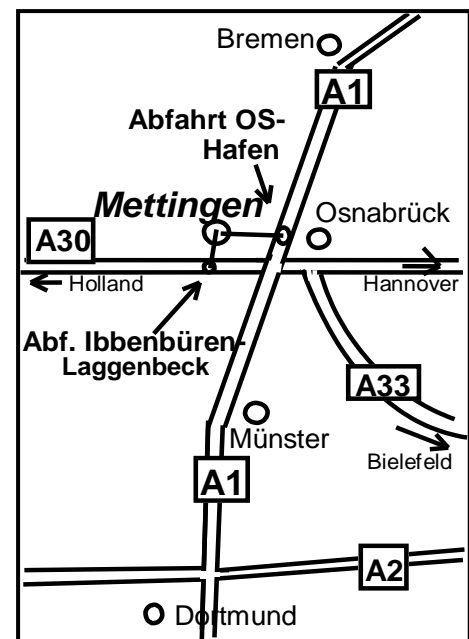 Bremen
A1
Abfahrt OS-
Hafen
Mettingen
Osnabrück
A30
Holland
Hannover
Abf. Ibbenbüren-
Laggenbeck
A33
Münster
Bielefeld
A1
A2
Dortmund